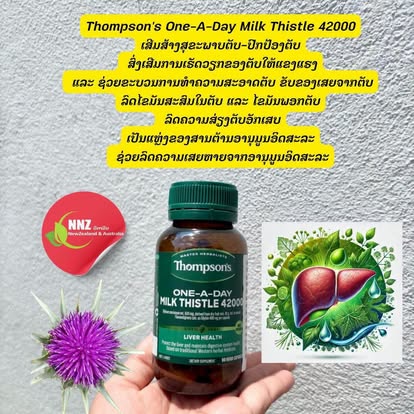 Thompson's One-A-Day Milk Thistle 42000
ເສີມສ້າງສຸຂະພາບຕັບ-ປົກປ້ອງຕັບ
ສົ່ງເສີມການເຮັດວຽກຂອງຕັບໃຫ້ແຂງແຮງ
ແລະ ຊ່ວຍຂະບວນການທຳຄວາມສະອາດຕັບ ຂັບຂອງເສຍຈາກຕັບ
ລົດໄຂມັນສະສົມໃນຕັບ ແລະ ໄຂມັນພອກຕັບ
ລົດຄວາມສ່ຽງຕັບອັກເສບ
ເປັນແຫຼ່ງຂອງສານຕ້ານອານຸມູນອິດສະລະ
ຊ່ວຍລົດຄວາມເສຍຫາຍຈາກອານຸມູນອິດສະລະ
NNZ
NewZealand & Australia
MASTER HERBALISTS
Thompson's
ONE-A-DAY
MILK THISTLE 42000
LIVER HEALTH